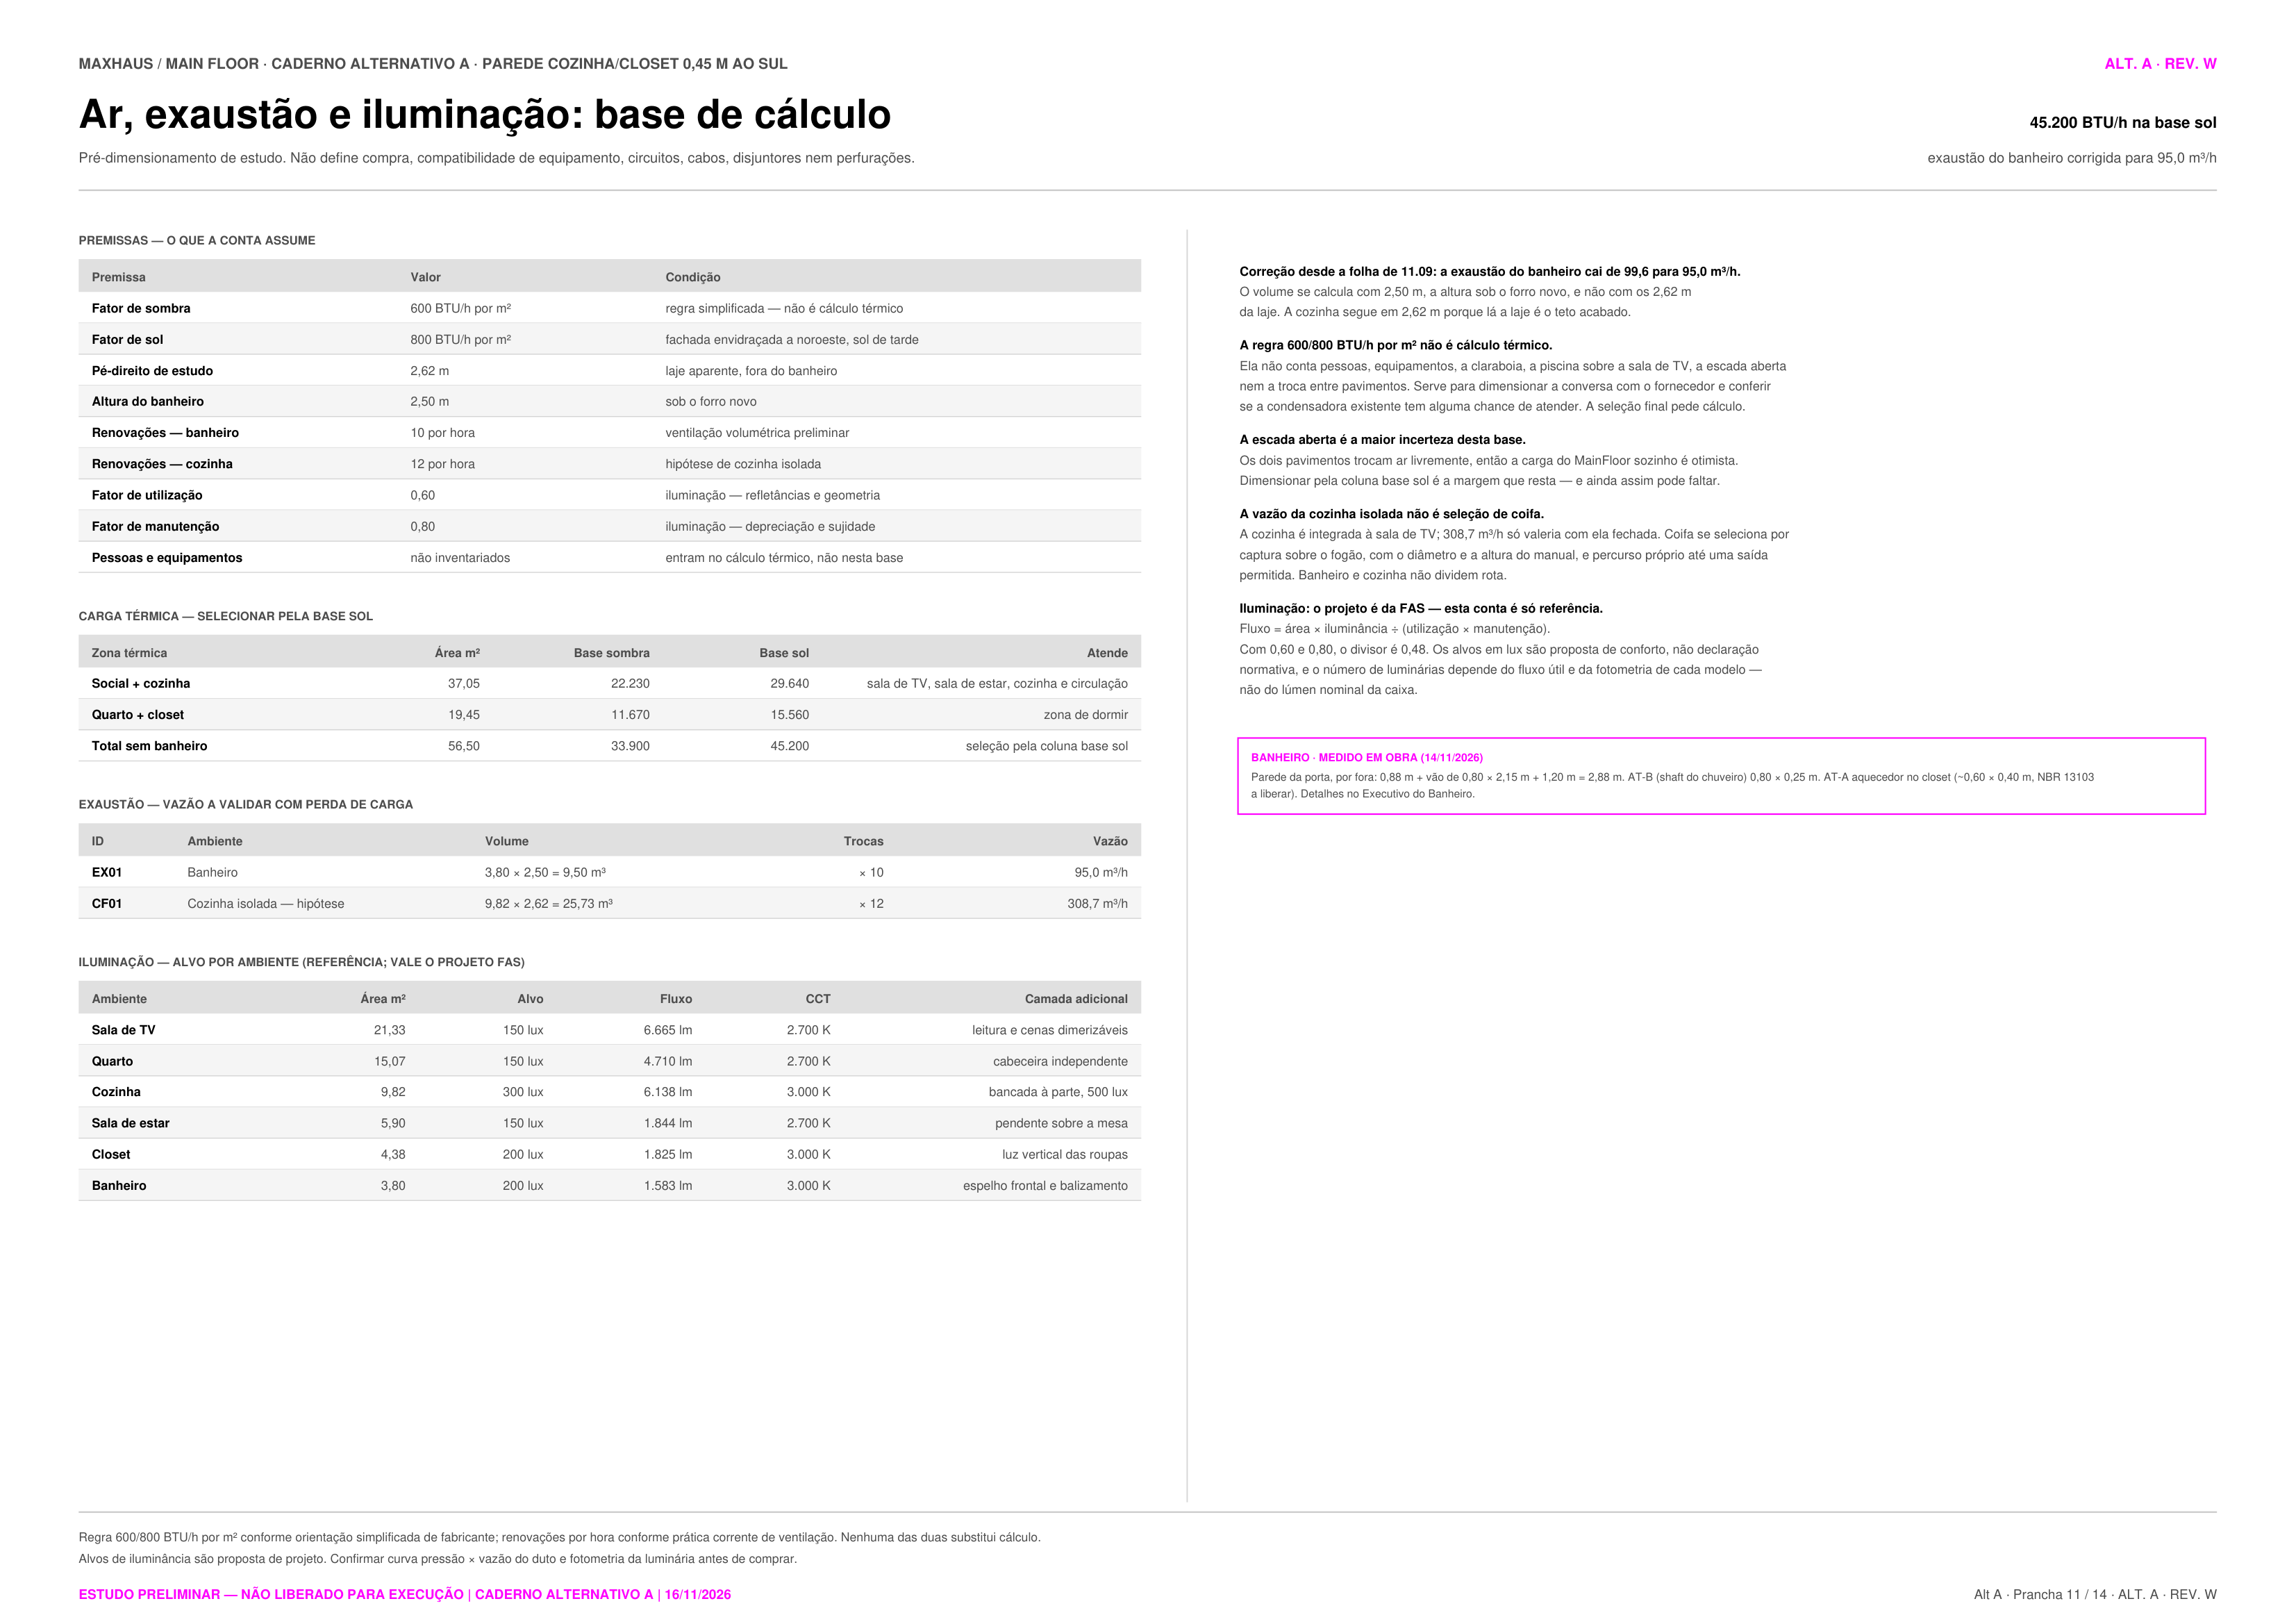 MAXHAUS / MAIN FLOOR · CADERNO ALTERNATIVO A · PAREDE COZINHA/CLOSET 0,45 M AO SUL
ALT. A · REV. W
Ar, exaustão e iluminação: base de cálculo
45.200 BTU/h na base sol
Pré-dimensionamento de estudo. Não define compra, compatibilidade de equipamento, circuitos, cabos, disjuntores nem perfurações.
exaustão do banheiro corrigida para 95,0 m³/h
PREMISSAS — O QUE A CONTA ASSUME
Premissa Valor Condição
Fator de sombra 600 BTU/h por m² regra simplificada — não é cálculo térmico
Fator de sol 800 BTU/h por m² fachada envidraçada a noroeste, sol de tarde
Pé-direito de estudo 2,62 m laje aparente, fora do banheiro
Altura do banheiro 2,50 m sob o forro novo
Renovações — banheiro 10 por hora ventilação volumétrica preliminar
Renovações — cozinha 12 por hora hipótese de cozinha isolada
Fator de utilização 0,60 iluminação — refletâncias e geometria
Fator de manutenção 0,80 iluminação — depreciação e sujidade
Pessoas e equipamentos não inventariados entram no cálculo térmico, não nesta base
CARGA TÉRMICA — SELECIONAR PELA BASE SOL
Zona térmica Área m² Base sombra Base sol Atende
Social + cozinha 37,05 22.230 29.640 sala de TV, sala de estar, cozinha e circulação
Quarto + closet 19,45 11.670 15.560 zona de dormir
Total sem banheiro 56,50 33.900 45.200 seleção pela coluna base sol
EXAUSTÃO — VAZÃO A VALIDAR COM PERDA DE CARGA
ID Ambiente Volume Trocas Vazão
EX01 Banheiro 3,80 × 2,50 = 9,50 m³ × 10 95,0 m³/h
CF01 Cozinha isolada — hipótese 9,82 × 2,62 = 25,73 m³ × 12 308,7 m³/h
ILUMINAÇÃO — ALVO POR AMBIENTE (REFERÊNCIA; VALE O PROJETO FAS)
Ambiente Área m² Alvo Fluxo CCT Camada adicional
Sala de TV 21,33 150 lux 6.665 lm 2.700 K leitura e cenas dimerizáveis
Quarto 15,07 150 lux 4.710 lm 2.700 K cabeceira independente
Cozinha 9,82 300 lux 6.138 lm 3.000 K bancada à parte, 500 lux
Sala de estar 5,90 150 lux 1.844 lm 2.700 K pendente sobre a mesa
Closet 4,38 200 lux 1.825 lm 3.000 K luz vertical das roupas
Banheiro 3,80 200 lux 1.583 lm 3.000 K espelho frontal e balizamento
Correção desde a folha de 11.09: a exaustão do banheiro cai de 99,6 para 95,0 m³/h.
O volume se calcula com 2,50 m, a altura sob o forro novo, e não com os 2,62 m
da laje. A cozinha segue em 2,62 m porque lá a laje é o teto acabado.
A regra 600/800 BTU/h por m² não é cálculo térmico.
Ela não conta pessoas, equipamentos, a claraboia, a piscina sobre a sala de TV, a escada aberta
nem a troca entre pavimentos. Serve para dimensionar a conversa com o fornecedor e conferir
se a condensadora existente tem alguma chance de atender. A seleção final pede cálculo.
A escada aberta é a maior incerteza desta base.
Os dois pavimentos trocam ar livremente, então a carga do MainFloor sozinho é otimista.
Dimensionar pela coluna base sol é a margem que resta — e ainda assim pode faltar.
A vazão da cozinha isolada não é seleção de coifa.
A cozinha é integrada à sala de TV; 308,7 m³/h só valeria com ela fechada. Coifa se seleciona por
captura sobre o fogão, com o diâmetro e a altura do manual, e percurso próprio até uma saída
permitida. Banheiro e cozinha não dividem rota.
Iluminação: o projeto é da FAS — esta conta é só referência.
Fluxo = área × iluminância ÷ (utilização × manutenção).
Com 0,60 e 0,80, o divisor é 0,48. Os alvos em lux são proposta de conforto, não declaração
normativa, e o número de luminárias depende do fluxo útil e da fotometria de cada modelo —
não do lúmen nominal da caixa.
BANHEIRO · MEDIDO EM OBRA (14/11/2026)
Parede da porta, por fora: 0,88 m + vão de 0,80 × 2,15 m + 1,20 m = 2,88 m. AT-B (shaft do chuveiro) 0,80 × 0,25 m. AT-A aquecedor no closet (~0,60 × 0,40 m, NBR 13103
a liberar). Detalhes no Executivo do Banheiro.
Regra 600/800 BTU/h por m² conforme orientação simplificada de fabricante; renovações por hora conforme prática corrente de ventilação. Nenhuma das duas substitui cálculo.
Alvos de iluminância são proposta de projeto. Confirmar curva pressão × vazão do duto e fotometria da luminária antes de comprar.
ESTUDO PRELIMINAR — NÃO LIBERADO PARA EXECUÇÃO | CADERNO ALTERNATIVO A | 16/11/2026
Alt A · Prancha 11 / 14 · ALT. A · REV. W